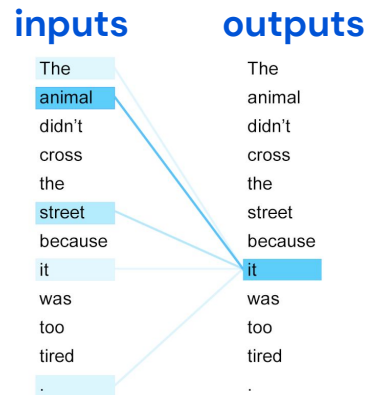 inputs outputs
The The
animal animal
didn't didn't
cross cross
the the
street street
because because
it it
was was
too too
tired tired
. .